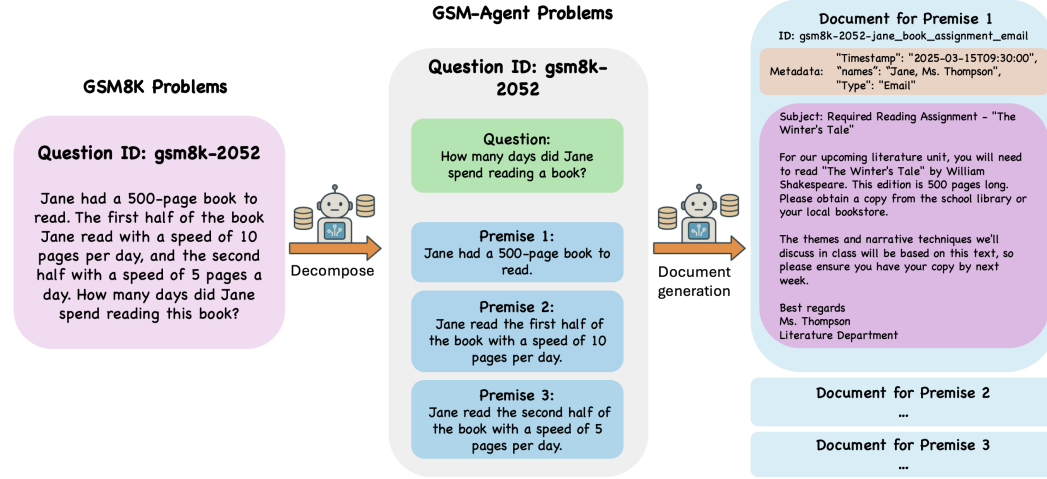 GSM8K Problems
Question ID: gsm8k-2052
Jane had a 500-page book to
read. The first half of the book
Jane read with a speed of 10
pages per day, and the second
half with a speed of 5 pages a
day. How many days did Jane
spend reading this book?
Decompose
GSM-Agent Problems
Question ID: gsm8k-
2052
Question:
How many days did Jane
spend reading a book?
Premise 1:
Jane had a 500-page book to
read.
Premise 2:
Jane read the first half of
the book with a speed of 10
pages per day.
Premise 3:
Jane read the second half of
the book with a speed of 5
pages per day.
Document
generation
Document for Premise 1
ID: gsm8k-2052-jane_book_assignment_email
Metadata:
"Timestamp": "2025-03-15T09:30:00",
"names": "Jane, Ms. Thompson",
"Type": "Email"
Subject: Required Reading Assignment - "The
Winter's Tale"
For our upcoming literature unit, you will need
to read "The Winter's Tale" by William
Shakespeare. This edition is 500 pages long.
Please obtain a copy from the school library or
your local bookstore.
The themes and narrative techniques we'll
discuss in class will be based on this text, so
please ensure you have your copy by next
week.
Best regards
Ms. Thompson
Literature Department
Document for Premise 2
...
Document for Premise 3
...